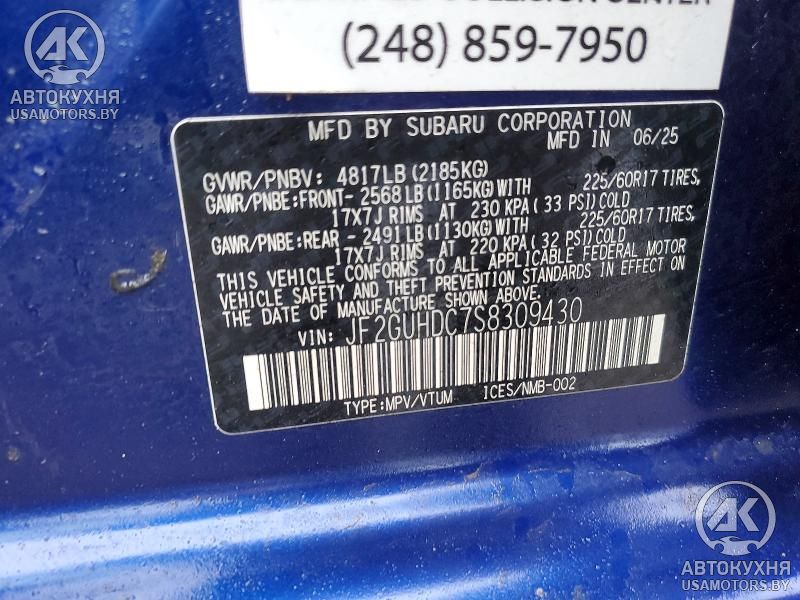 (248) 859-7950
AK
АВТОКУХНЯ
USAMOTORS.BY
MFD BY SUBARU CORPORATION
MFD IN 06/25
GVWR/PNBV: 4817LB (2185KG)
GAWR/PNBE:FRONT- 2568LB (1165KG) WITH 225/60R17 TIRES,
17X7J RIMS AT 230 KPA (33 PSI) COLD
GAWR/PNBE:REAR - 2491LB (1130KG) WITH 225/60R17 TIRES,
17X7J RIMS AT 220 KPA (32 PSI) COLD
THIS VEHICLE CONFORMS TO ALL APPLICABLE FEDERAL MOTOR
VEHICLE SAFETY AND THEFT PREVENTION STANDARDS IN EFFECT ON
THE DATE OF MANUFACTURE SHOWN ABOVE.
VIN: JF2GUHDC7S8309430
TYPE:MPV/VTUM ICES/NMB-002
AK
АВТОКУХНЯ
USAMOTORS.BY